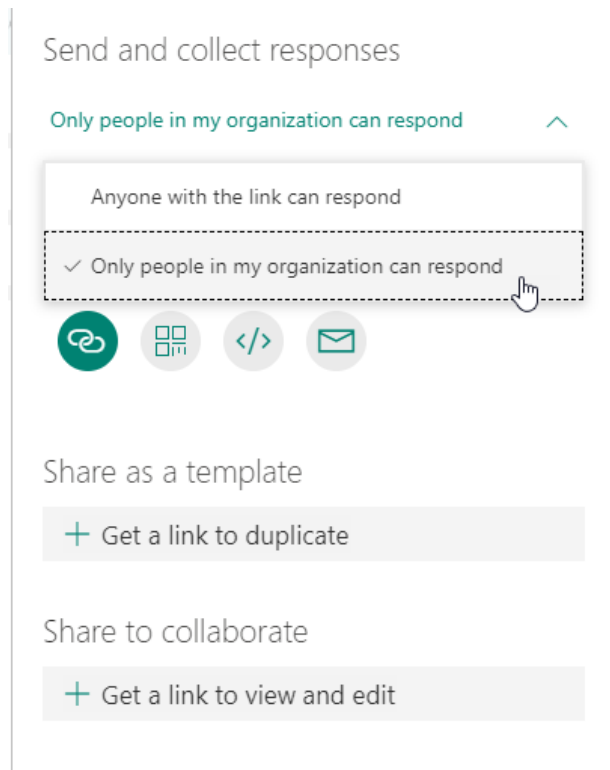 Send and collect responses
Only people in my organization can respond
Anyone with the link can respond
Only people in my organization can respond
Share as a template
Get a link to duplicate
Share to collaborate
Get a link to view and edit